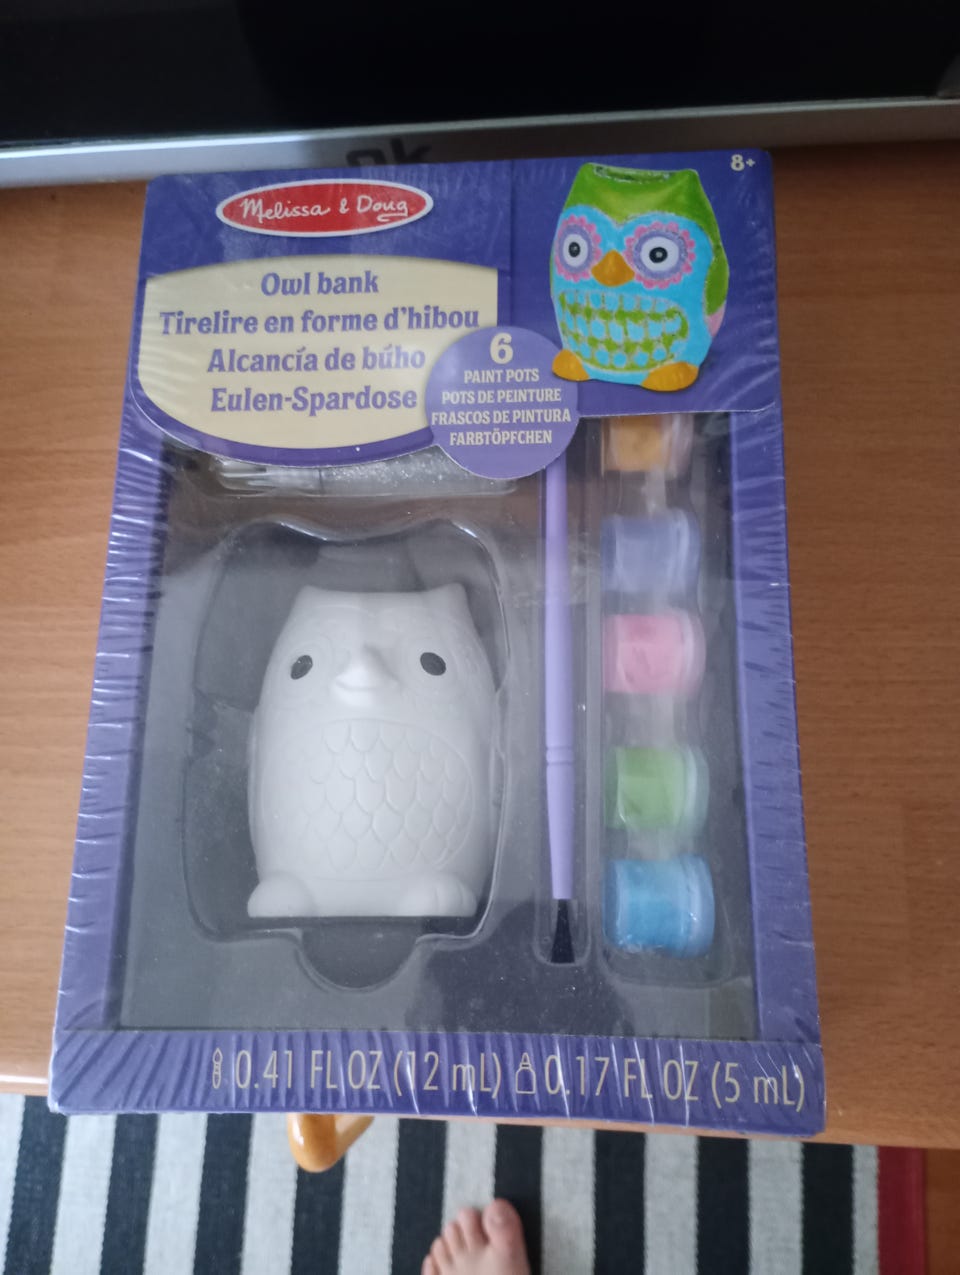 Melissa & Doug
8+
Owl bank
Tirelire en forme d'hibou
Alcancía de búho
Eulen-Spardose
6
PAINT POTS
POTS DE PEINTURE
FRASCOS DE PINTURA
FARBTÖPFCHEN
0.41 FL OZ (12 mL) 0.17 FL OZ (5 mL)